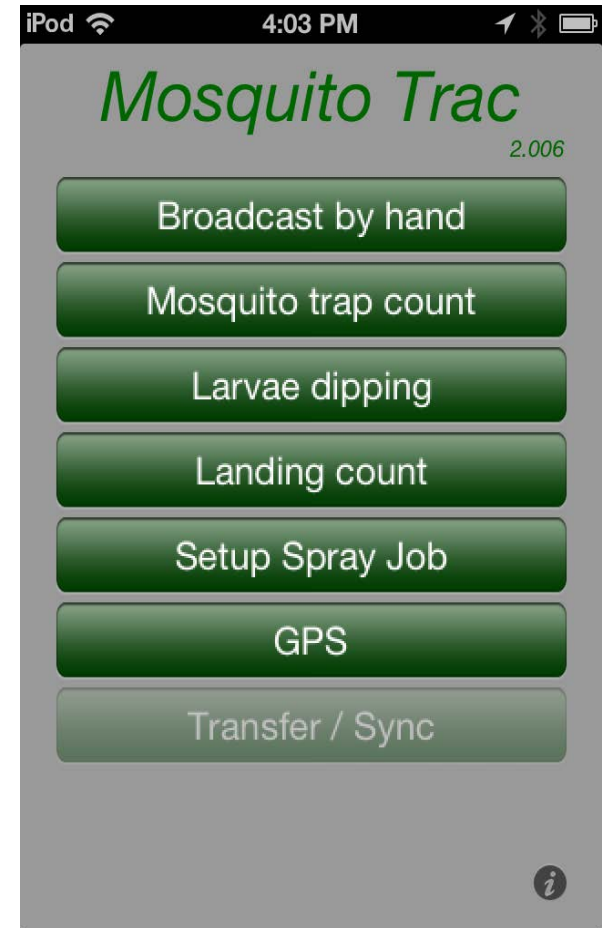 iPod 4:03 PM
Mosquito Trac
2.006
Broadcast by hand
Mosquito trap count
Larvae dipping
Landing count
Setup Spray Job
GPS
Transfer / Sync
i